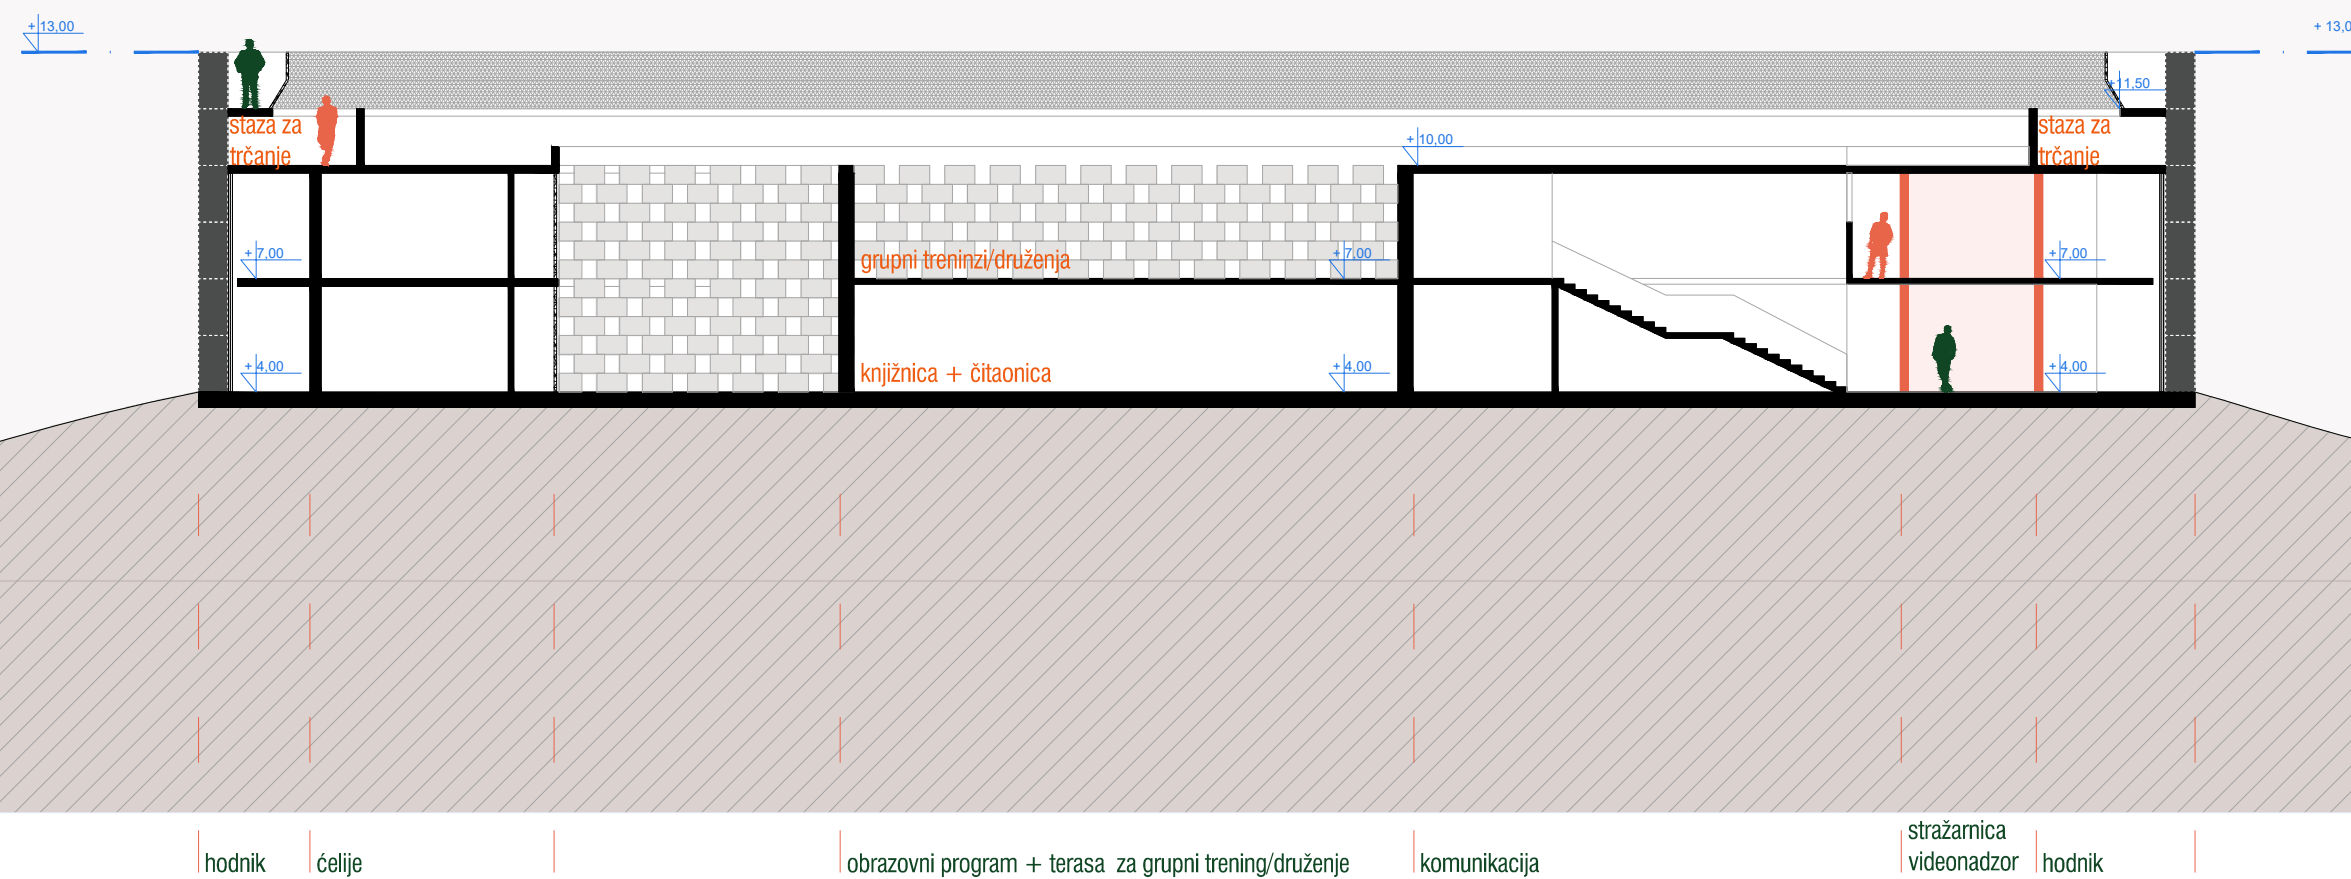 +13,00
+ 13,0
+11,50
staza za
trčanje
staza za
trčanje
+10,00
+7,00
grupni treninzi/druženja
+7,00
+7,00
+4,00
knjižnica + čitaonica
+4,00
+4,00
stražarnica
videonadzor
hodnik
ćelije
obrazovni program + terasa za grupni trening/druženje
komunikacija
hodnik